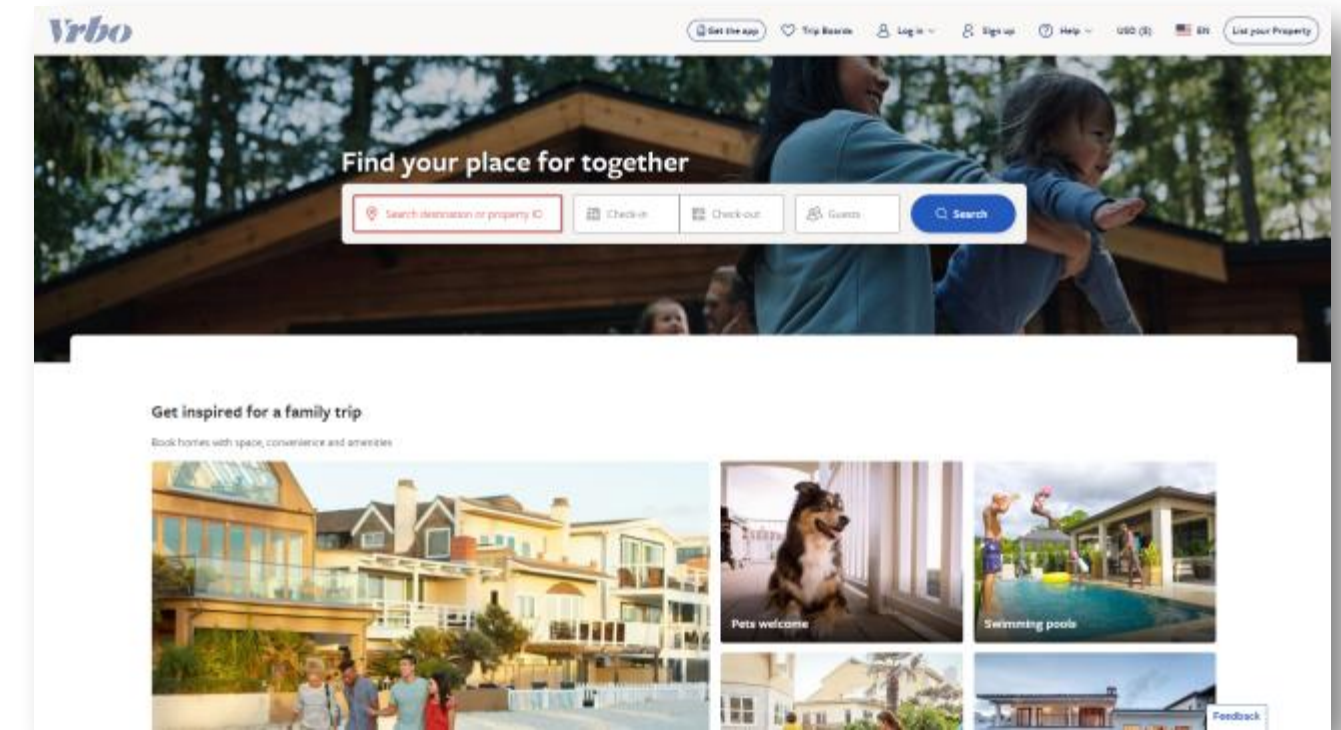 Vrbo
Get the app Trip Boards Log in Sign up Help USD ($) EN List your Property
Find your place for together
Search destination or property ID Check-in Check-out Guests Search
Get inspired for a family trip
Book homes with space, convenience and amenities
Pets welcome Swimming pools
Feedback